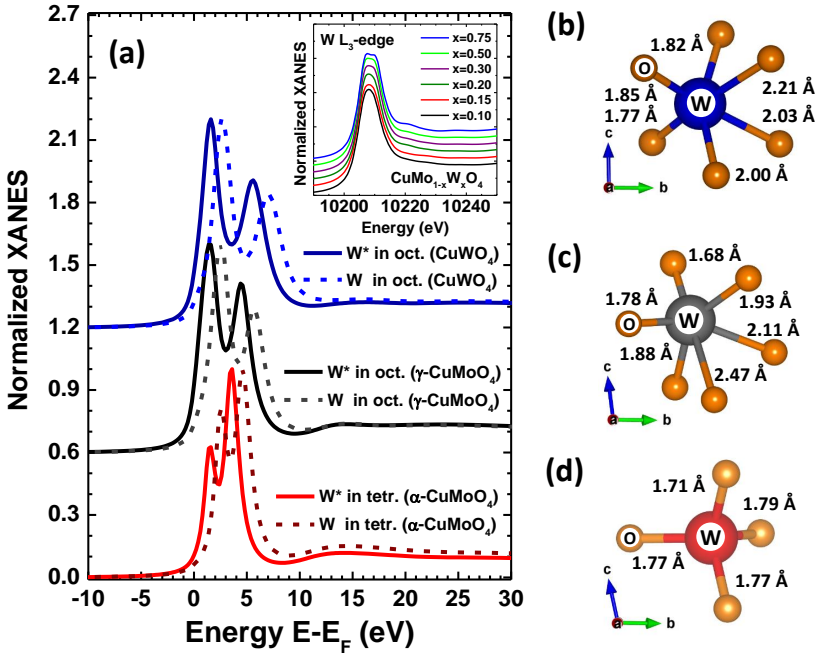 (a)
Normalized XANES
2.7
2.4
2.1
1.8
1.5
1.2
0.9
0.6
0.3
0.0
-10
-5
0
5
10
15
20
25
30
Energy E-E_F (eV)
W* in oct. (CuWO₄)
W in oct. (CuWO₄)
W* in oct. (γ-CuMoO₄)
W in oct. (γ-CuMoO₄)
W* in tetr. (α-CuMoO₄)
W in tetr. (α-CuMoO₄)
Normalized XANES
W L₃-edge
x=0.75
x=0.50
x=0.30
x=0.20
x=0.15
x=0.10
CuMo₁₋ₓWₓO₄
10200
10220
10240
Energy (eV)
(b)
1.82 Å
O
W
2.21 Å
1.85 Å
1.77 Å
2.03 Å
2.00 Å
c
a
b
(c)
1.68 Å
1.78 Å
O
W
1.93 Å
2.11 Å
1.88 Å
2.47 Å
c
a
b
(d)
1.71 Å
1.79 Å
O
W
1.77 Å
1.77 Å
c
a
b